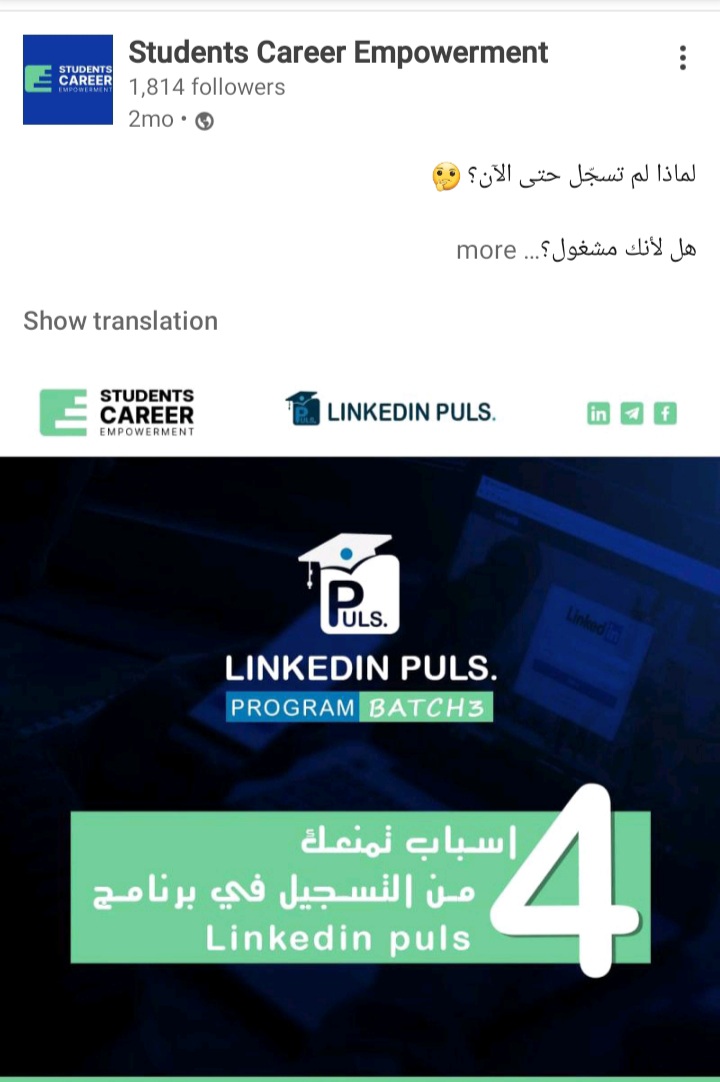 STUDENTS
CAREER
EMPOWERMENT
Students Career Empowerment
1,814 followers
2mo •
لماذا لم تسجّل حتى الآن؟ 🤔
هل لأنك مشغول؟... more
Show translation
STUDENTS
CAREER
EMPOWERMENT
PULS.
LINKEDIN PULS.
in
f
Linkedin
PULS.
LINKEDIN PULS.
PROGRAM BATCH3
4
اسباب تمنعك
من التسجيل في برنامج
Linkedin puls